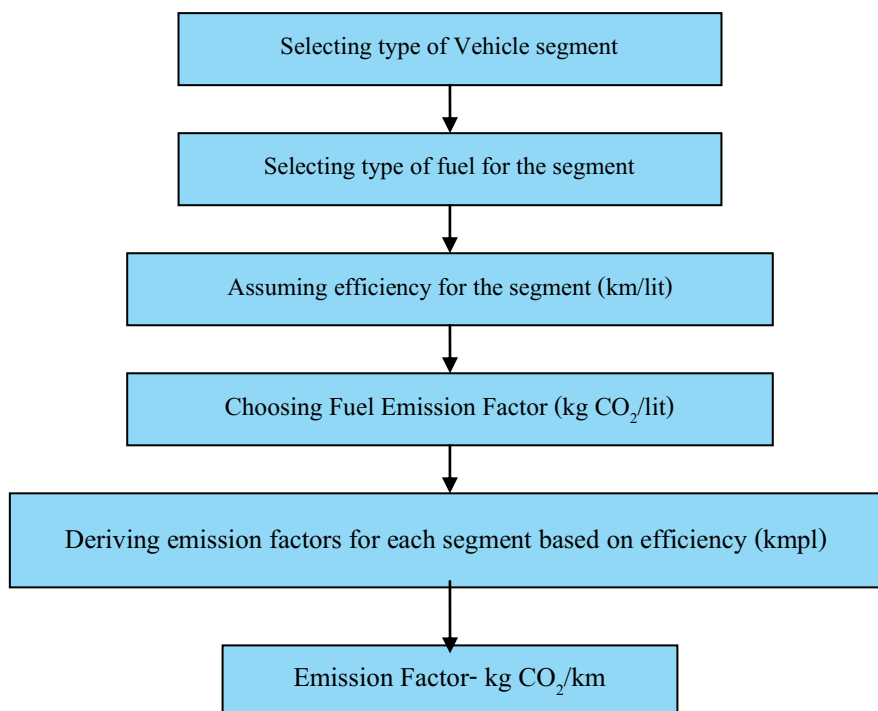 Selecting type of Vehicle segment
Selecting type of fuel for the segment
Assuming efficiency for the segment (km/lit)
Choosing Fuel Emission Factor (kg CO₂/lit)
Deriving emission factors for each segment based on efficiency (kmpl)
Emission Factor- kg CO₂/km